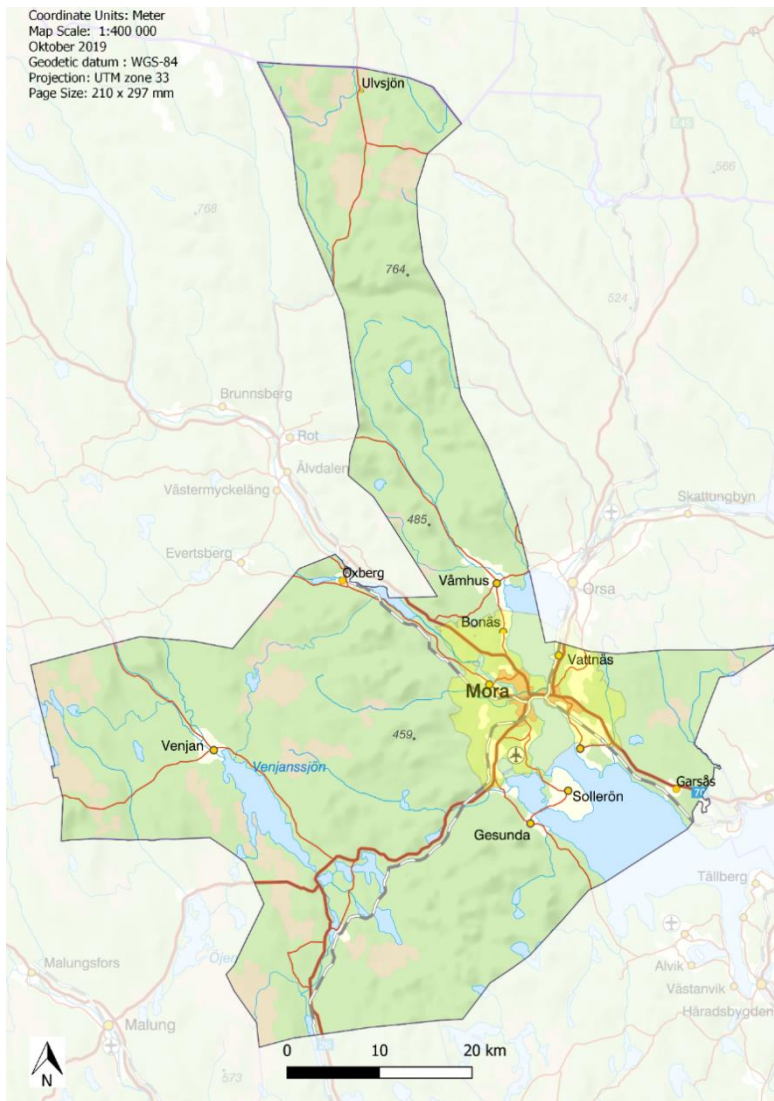 Coordinate Units: Meter
Map Scale: 1:400 000
Oktober 2019
Geodetic datum : WGS-84
Projection: UTM zone 33
Page Size: 210 x 297 mm
Ulvsjön
E45
566
768
764
524
Brunnsberg
Rot
Älvdalen
Västermyckeläng
Skattungbyn
485
Evertsberg
Oxberg
Våmhus
Orsa
Bonäs
Vattnäs
Mora
459
Venjan
Venjanssjön
Garsås
Sollerön
Gesunda
Tällberg
Öjen
Malungsfors
Alvik
Västanvik
Häradsbygden
Malung
573
0 10 20 km
N